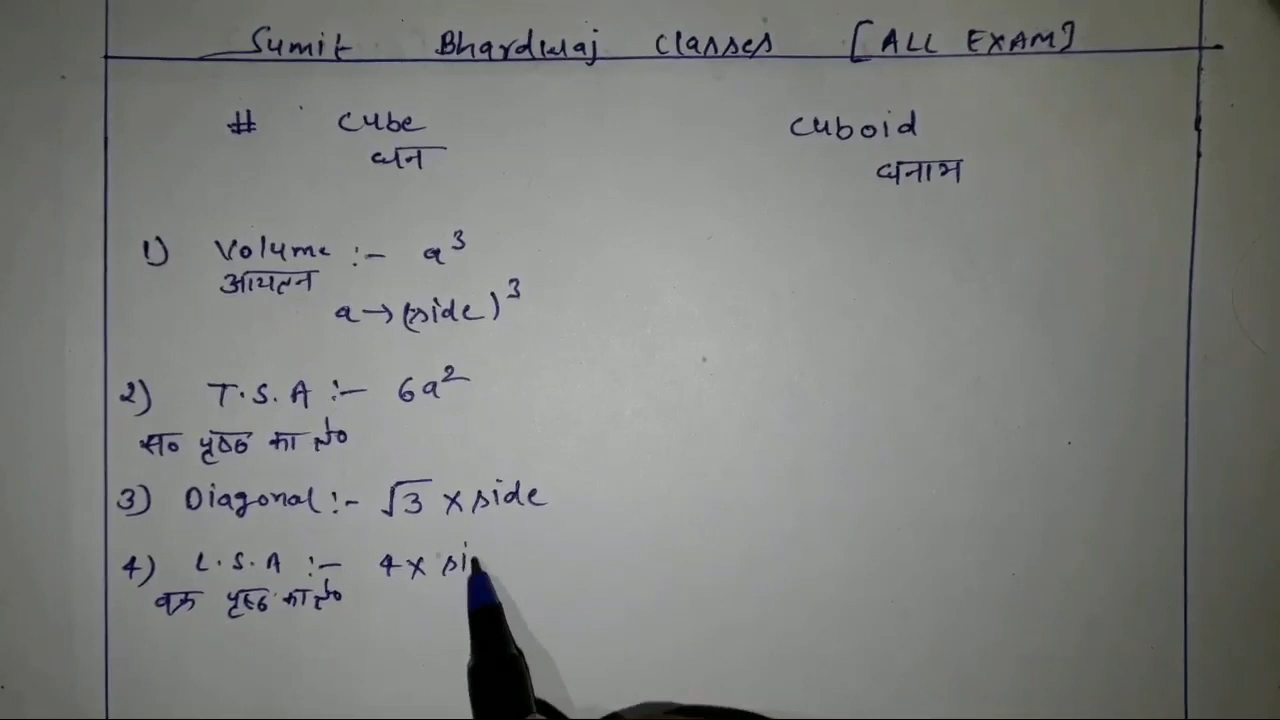 Sumit Bhardwaj Classes [ALL EXAM]
# Cube Cuboid
घन घनाभ
1) Volume :- a³
आयतन
a → (side)³
2) T.S.A :- 6a²
स० पृष्ठ का क्षे०
3) Diagonal :- √3 × side
4) L.S.A :- 4 × si
वक्र पृष्ठ का क्षे०